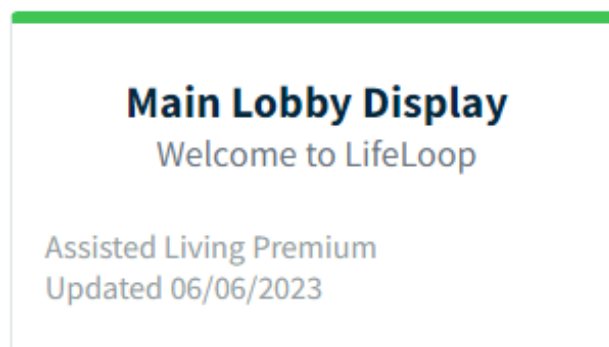 Main Lobby Display
Welcome to LifeLoop
Assisted Living Premium
Updated 06/06/2023